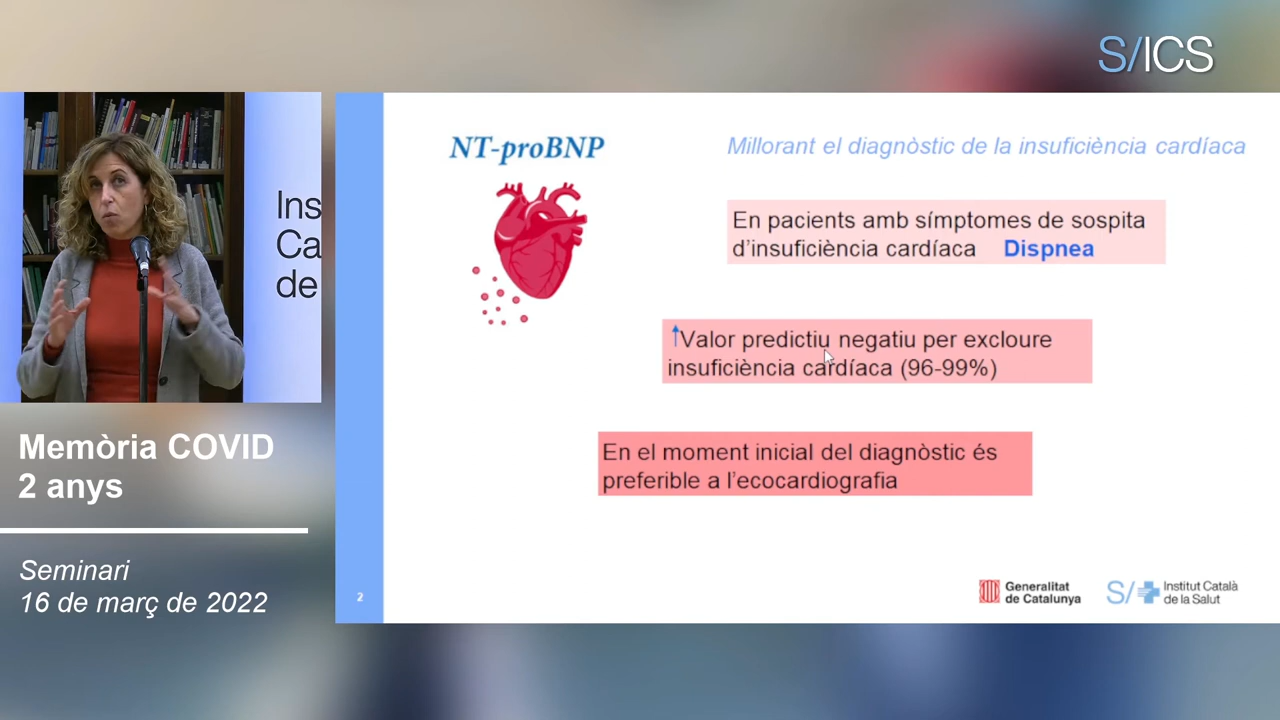 S/ICS
Ins
Ca
de
Memòria COVID
2 anys
Seminari
16 de març de 2022
NT-proBNP
Millorant el diagnòstic de la insuficiència cardíaca
En pacients amb símptomes de sospita
d’insuficiència cardíaca Dispnea
↑Valor predictiu negatiu per excloure
insuficiència cardíaca (96-99%)
En el moment inicial del diagnòstic és
preferible a l’ecocardiografia
2
Generalitat
de Catalunya
S/
Institut Català
de la Salut